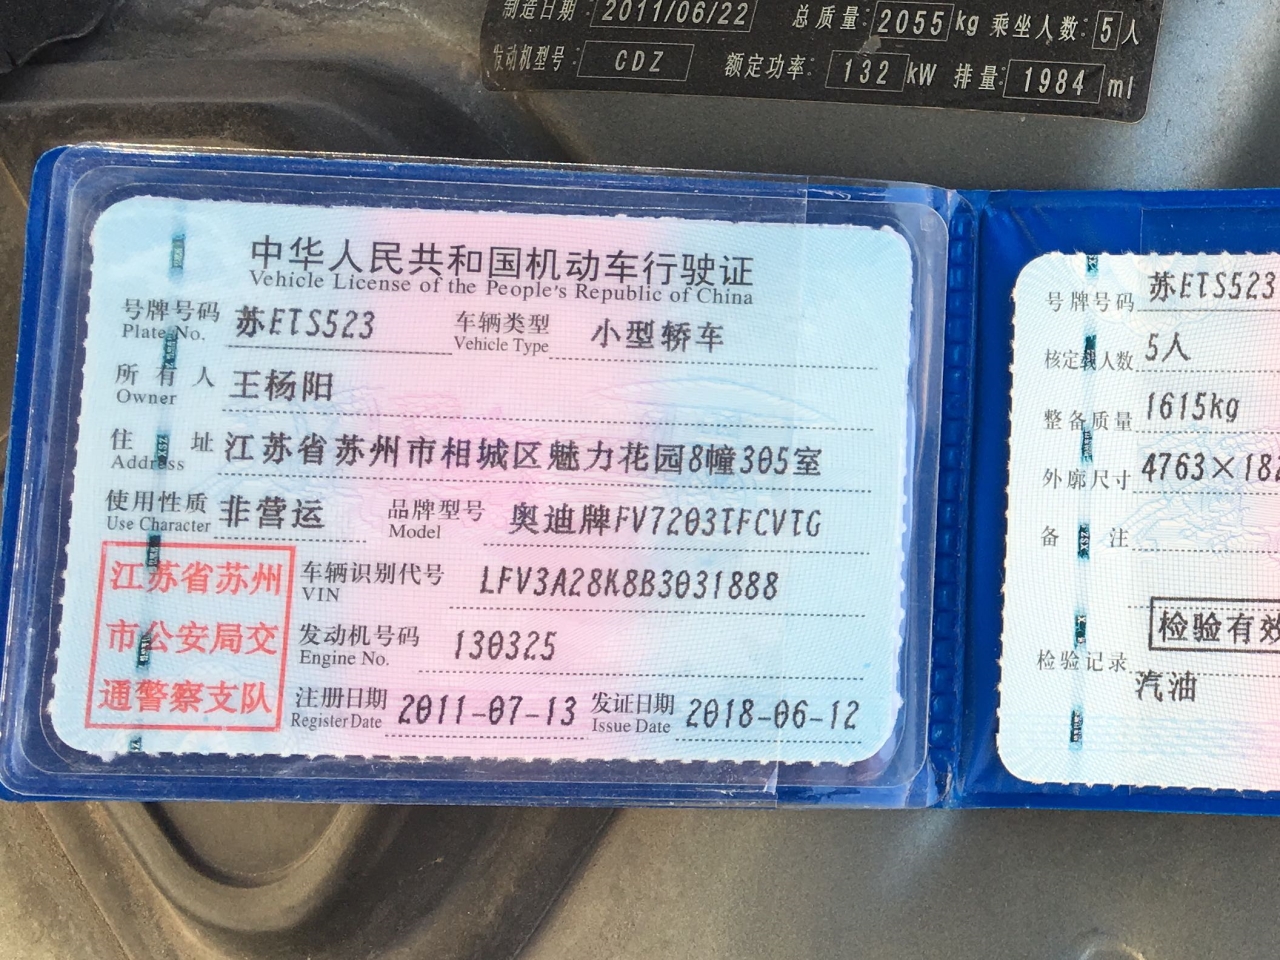 制造日期: 2011/06/22 总质量: 2055 kg 乘坐人数: 5 人
发动机型号: CDZ 额定功率: 132 kW 排量: 1984 ml
中华人民共和国机动车行驶证
Vehicle License of the People's Republic of China
号牌号码 苏ETS523 车辆类型 小型轿车
Plate No. Vehicle Type
所有人 王杨阳
Owner
住址 江苏省苏州市相城区魅力花园8幢305室
Address
使用性质 非营运 品牌型号 奥迪牌FV7203TFCVTG
Use Character Model
江苏省苏州
市公安局交
通警察支队
车辆识别代号 LFV3A28K8B3031888
VIN
发动机号码 130325
Engine No.
注册日期 2011-07-13 发证日期 2018-06-12
Register Date Issue Date
号牌号码 苏ETS523
核定载人数 5人
整备质量 1615kg
外廓尺寸 4763×182
备注
检验有效
检验记录
汽油